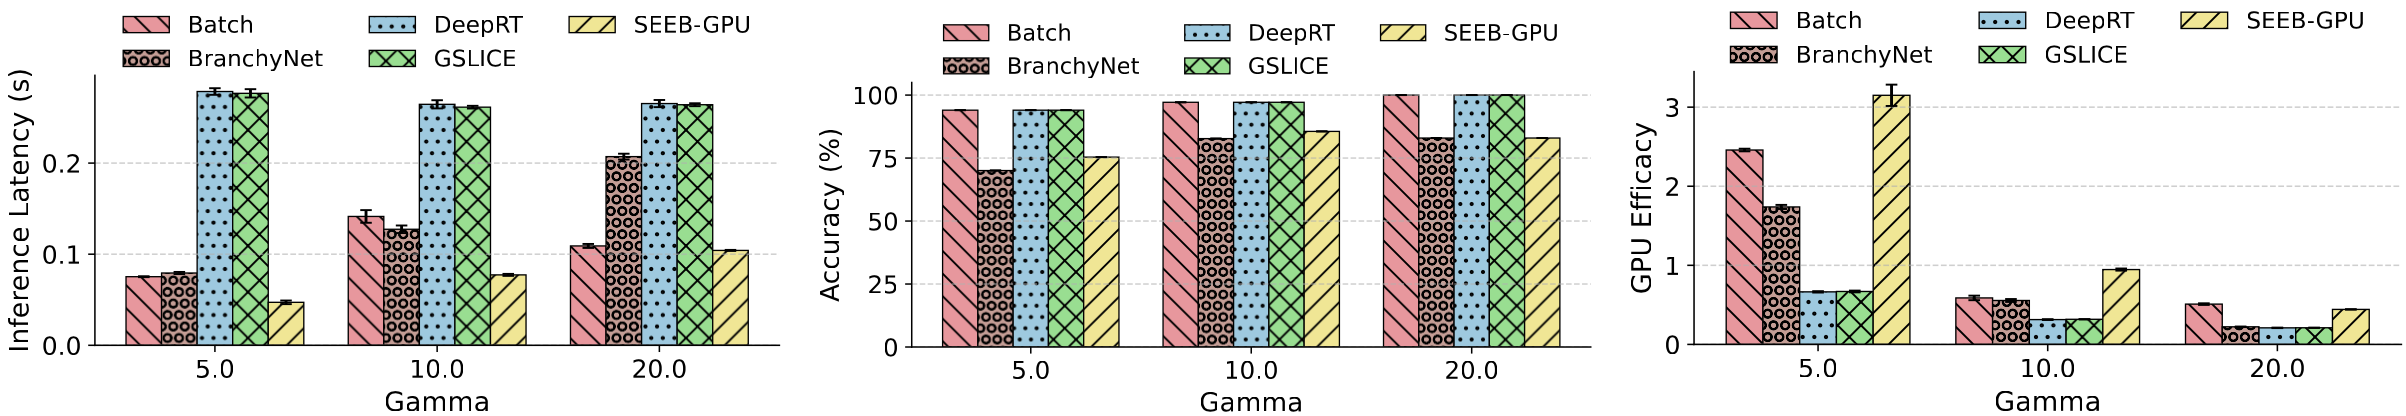 Batch
DeepRT
SEEB-GPU
BranchyNet
GSLICE
Inference Latency (s)
0.2
0.1
0.0
5.0
10.0
20.0
Gamma
Batch
DeepRT
SEEB-GPU
BranchyNet
GSLICE
Accuracy (%)
100
75
50
25
0
5.0
10.0
20.0
Gamma
Batch
DeepRT
SEEB-GPU
BranchyNet
GSLICE
GPU Efficacy
3
2
1
0
5.0
10.0
20.0
Gamma